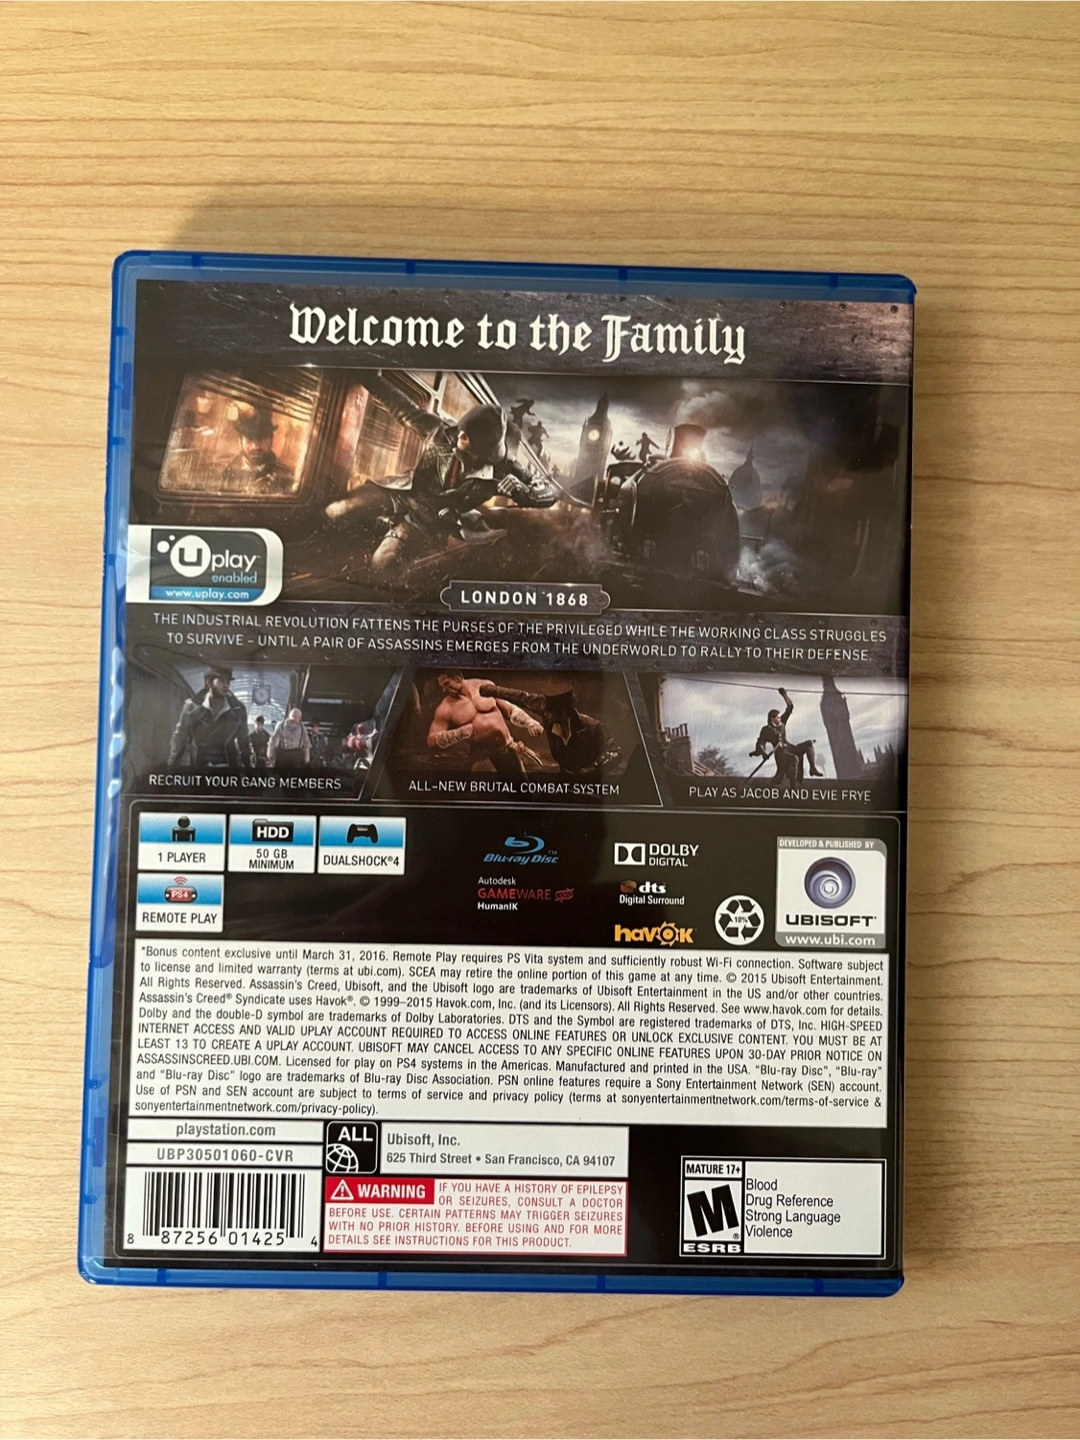 Welcome to the Family
Uplay™
enabled
www.uplay.com
LONDON 1868
THE INDUSTRIAL REVOLUTION FATTENS THE PURSES OF THE PRIVILEGED WHILE THE WORKING CLASS STRUGGLES
TO SURVIVE – UNTIL A PAIR OF ASSASSINS EMERGES FROM THE UNDERWORLD TO RALLY TO THEIR DEFENSE.
RECRUIT YOUR GANG MEMBERS
ALL-NEW BRUTAL COMBAT SYSTEM
PLAY AS JACOB AND EVIE FRYE
1 PLAYER
HDD
50 GB
MINIMUM
DUALSHOCK®4
PS4
REMOTE PLAY
Blu-ray Disc™
Autodesk
GAMEWARE
HumanIK
DOLBY
DIGITAL
dts
Digital Surround
havok
10%
DEVELOPED & PUBLISHED BY
UBISOFT
www.ubi.com
*Bonus content exclusive until March 31, 2016. Remote Play requires PS Vita system and sufficiently robust Wi-Fi connection. Software subject
to license and limited warranty (terms at ubi.com). SCEA may retire the online portion of this game at any time. © 2015 Ubisoft Entertainment.
All Rights Reserved. Assassin's Creed, Ubisoft, and the Ubisoft logo are trademarks of Ubisoft Entertainment in the US and/or other countries.
Assassin's Creed® Syndicate uses Havok®. © 1999–2015 Havok.com, Inc. (and its Licensors). All Rights Reserved. See www.havok.com for details.
Dolby and the double-D symbol are trademarks of Dolby Laboratories. DTS and the Symbol are registered trademarks of DTS, Inc. HIGH-SPEED
INTERNET ACCESS AND VALID UPLAY ACCOUNT REQUIRED TO ACCESS ONLINE FEATURES OR UNLOCK EXCLUSIVE CONTENT. YOU MUST BE AT
LEAST 13 TO CREATE A UPLAY ACCOUNT. UBISOFT MAY CANCEL ACCESS TO ANY SPECIFIC ONLINE FEATURES UPON 30-DAY PRIOR NOTICE ON
ASSASSINSCREED.UBI.COM. Licensed for play on PS4 systems in the Americas. Manufactured and printed in the USA. "Blu-ray Disc", "Blu-ray"
and "Blu-ray Disc" logo are trademarks of Blu-ray Disc Association. PSN online features require a Sony Entertainment Network (SEN) account.
Use of PSN and SEN account are subject to terms of service and privacy policy (terms at sonyentertainmentnetwork.com/terms-of-service &
sonyentertainmentnetwork.com/privacy-policy).
playstation.com
UBP30501060-CVR
8 87256 01425 4
ALL
Ubisoft, Inc.
625 Third Street • San Francisco, CA 94107
WARNING IF YOU HAVE A HISTORY OF EPILEPSY
OR SEIZURES, CONSULT A DOCTOR
BEFORE USE. CERTAIN PATTERNS MAY TRIGGER SEIZURES
WITH NO PRIOR HISTORY. BEFORE USING AND FOR MORE
DETAILS SEE INSTRUCTIONS FOR THIS PRODUCT.
MATURE 17+
M®
ESRB
Blood
Drug Reference
Strong Language
Violence